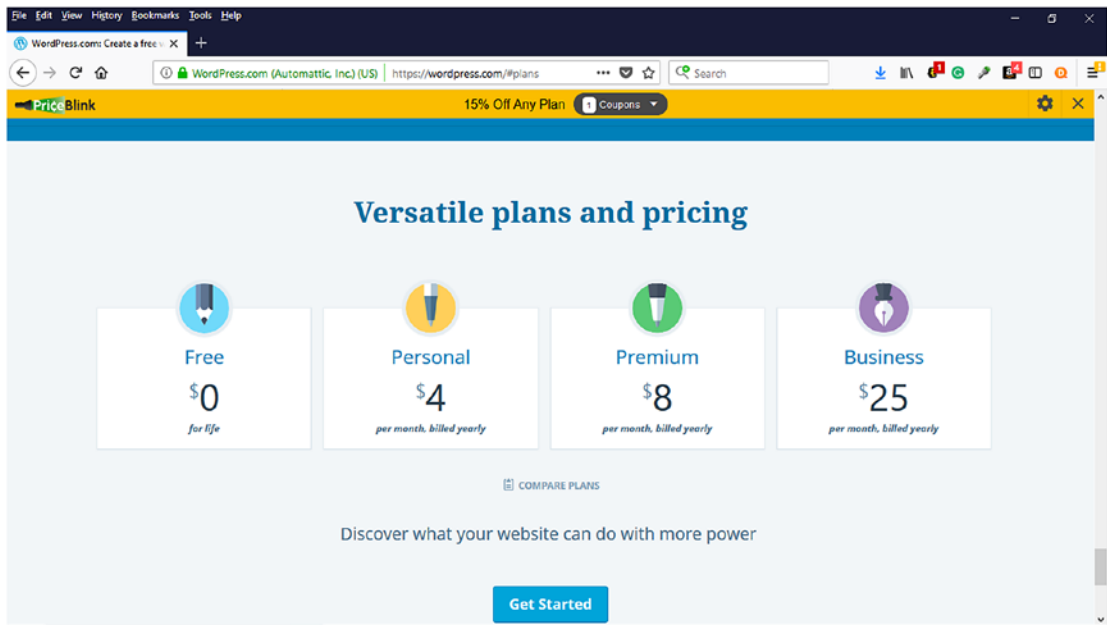 File Edit View History Bookmarks Tools Help
WordPress.com: Create a free
WordPress.com (Automattic, Inc.) (US) https://wordpress.com/#plans Search
PriceBlink 15% Off Any Plan 1 Coupons
Versatile plans and pricing
Free Personal Premium Business
$0 $4 $8 $25
for life per month, billed yearly per month, billed yearly per month, billed yearly
COMPARE PLANS
Discover what your website can do with more power
Get Started